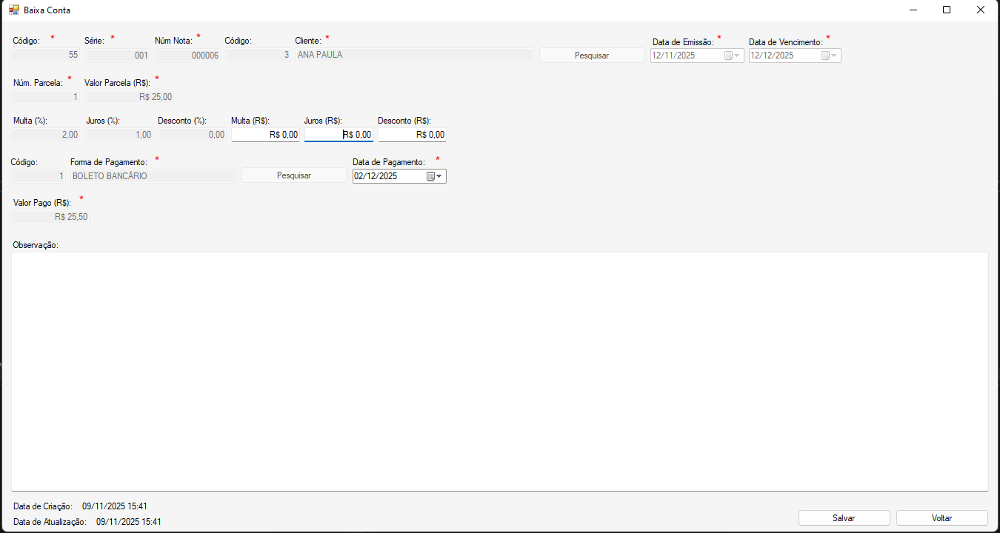 Baixa Conta
Código: * Série: * Núm Nota: * Código: Cliente: * Data de Emissão: * Data de Vencimento: *
55 001 000006 3 ANA PAULA Pesquisar 12/11/2025 12/12/2025
Núm. Parcela: * Valor Parcela (R$): *
1 R$ 25,00
Multa (%): Juros (%): Desconto (%): Multa (R$): Juros (R$): Desconto (R$):
2,00 1,00 0,00 R$ 0,00 R$ 0,00 R$ 0,00
Código: Forma de Pagamento: * Data de Pagamento: *
1 BOLETO BANCÁRIO Pesquisar 02/12/2025
Valor Pago (R$): *
R$ 25,50
Observação:
Data de Criação: 09/11/2025 15:41
Data de Atualização: 09/11/2025 15:41
Salvar Voltar